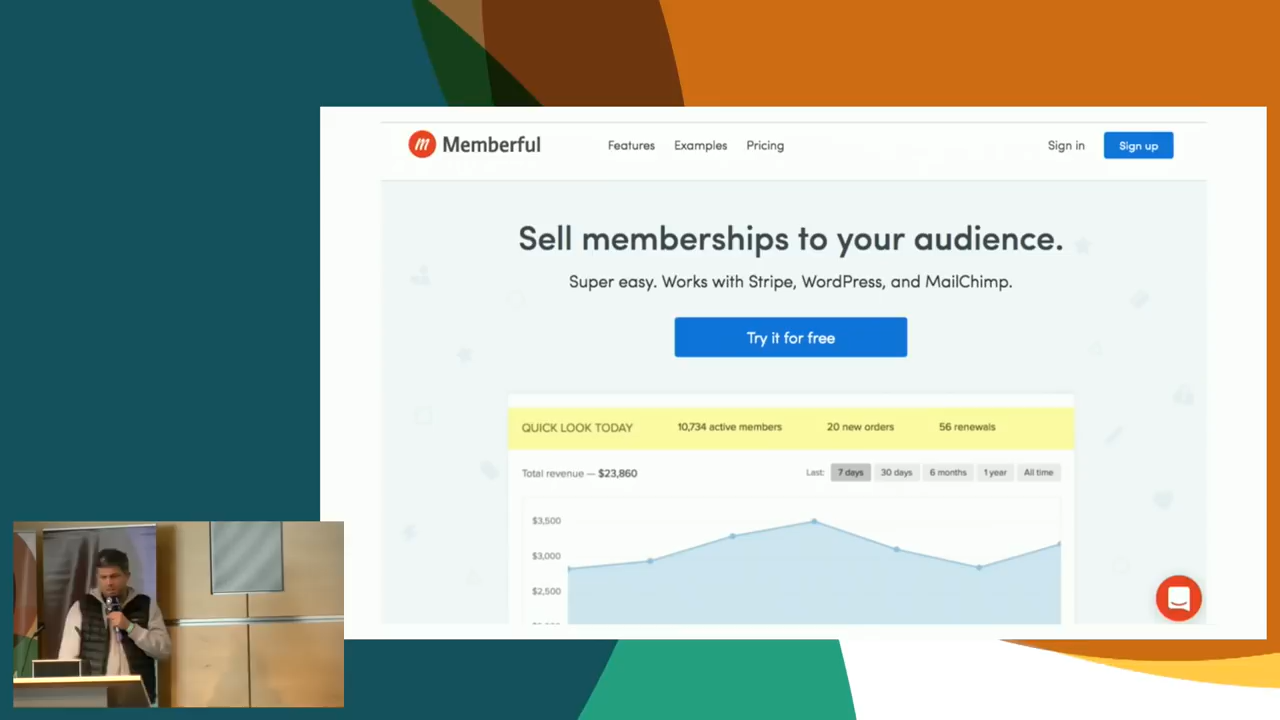 Memberful
Features Examples Pricing
Sign in Sign up
Sell memberships to your audience.
Super easy. Works with Stripe, WordPress, and MailChimp.
Try it for free
QUICK LOOK TODAY 10,734 active members 20 new orders 56 renewals
Total revenue — $23,860 Last: 7 days 30 days 6 months 1 year All time
$3,500
$3,000
$2,500